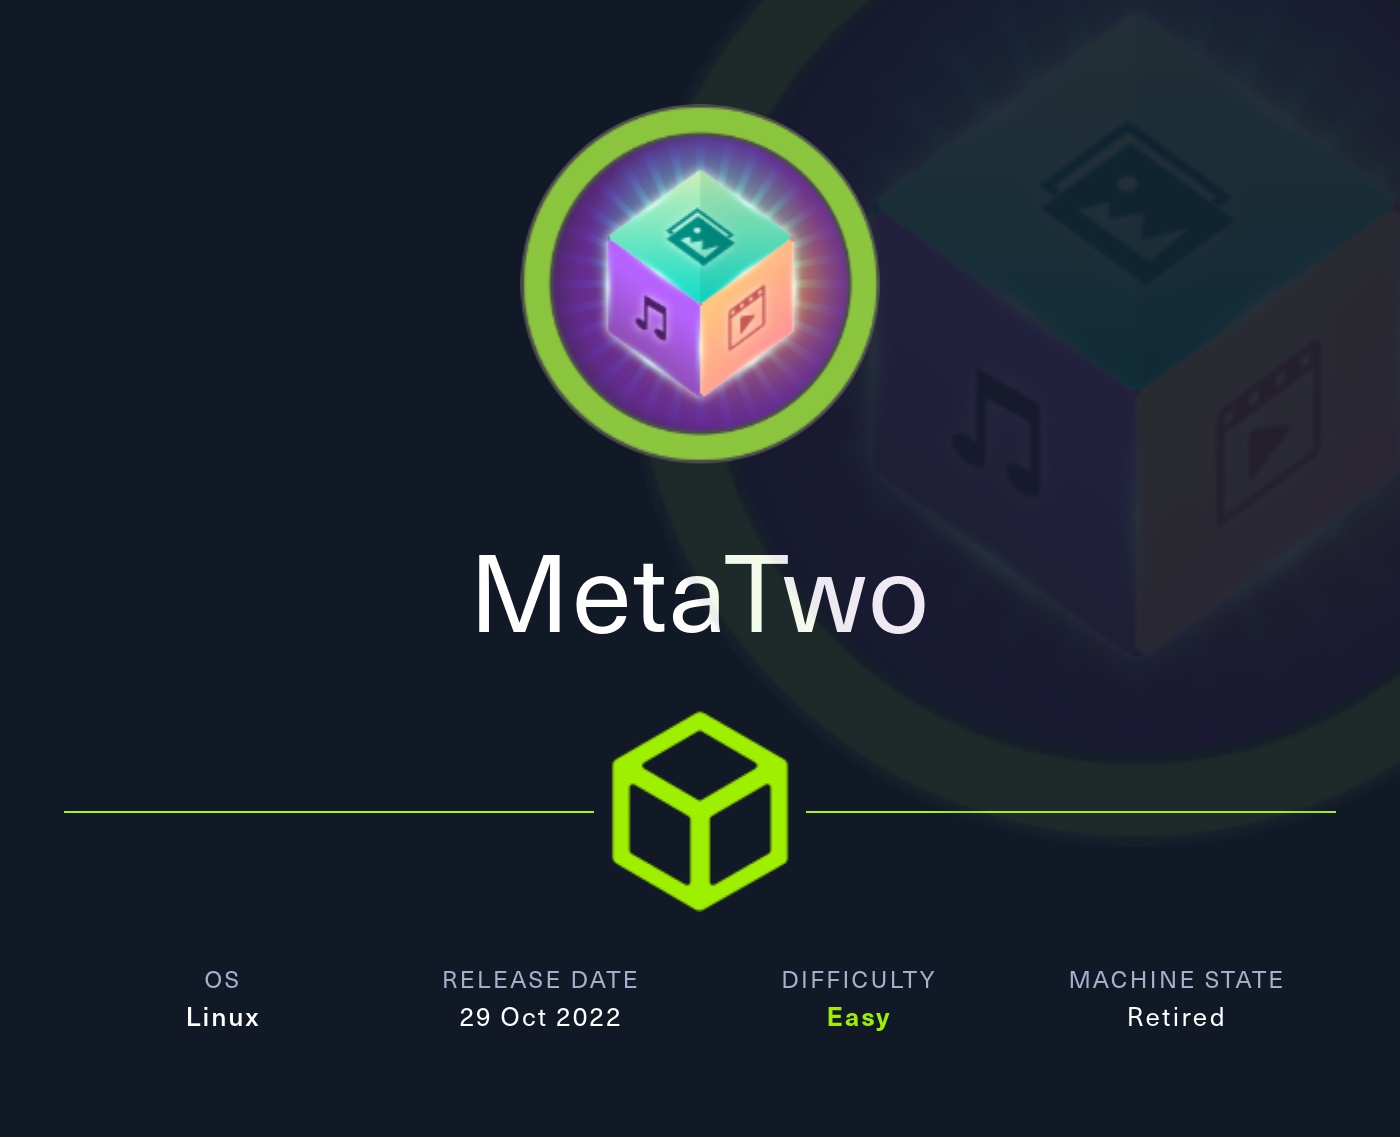 MetaTwo
OS
Linux
RELEASE DATE
29 Oct 2022
DIFFICULTY
Easy
MACHINE STATE
Retired